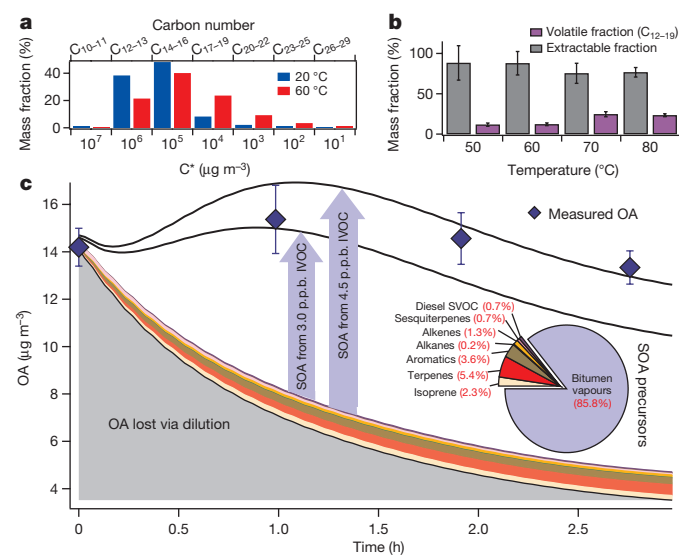 a
Carbon number
C10–11 C12–13 C14–16 C17–19 C20–22 C23–25 C26–29
Mass fraction (%)
40
20
0
20 °C
60 °C
10⁷ 10⁶ 10⁵ 10⁴ 10³ 10² 10¹
C* (μg m⁻³)
b
Volatile fraction (C12–19)
Extractable fraction
Mass fraction (%)
100
50
0
50 60 70 80
Temperature (°C)
c
OA (μg m⁻³)
16
14
12
10
8
6
4
Measured OA
SOA from 3.0 p.p.b. IVOC
SOA from 4.5 p.p.b. IVOC
OA lost via dilution
Diesel SVOC (0.7%)
Sesquiterpenes (0.7%)
Alkenes (1.3%)
Alkanes (0.2%)
Aromatics (3.6%)
Terpenes (5.4%)
Isoprene (2.3%)
Bitumen
vapours
(85.8%)
SOA precursors
0 0.5 1.0 1.5 2.0 2.5
Time (h)